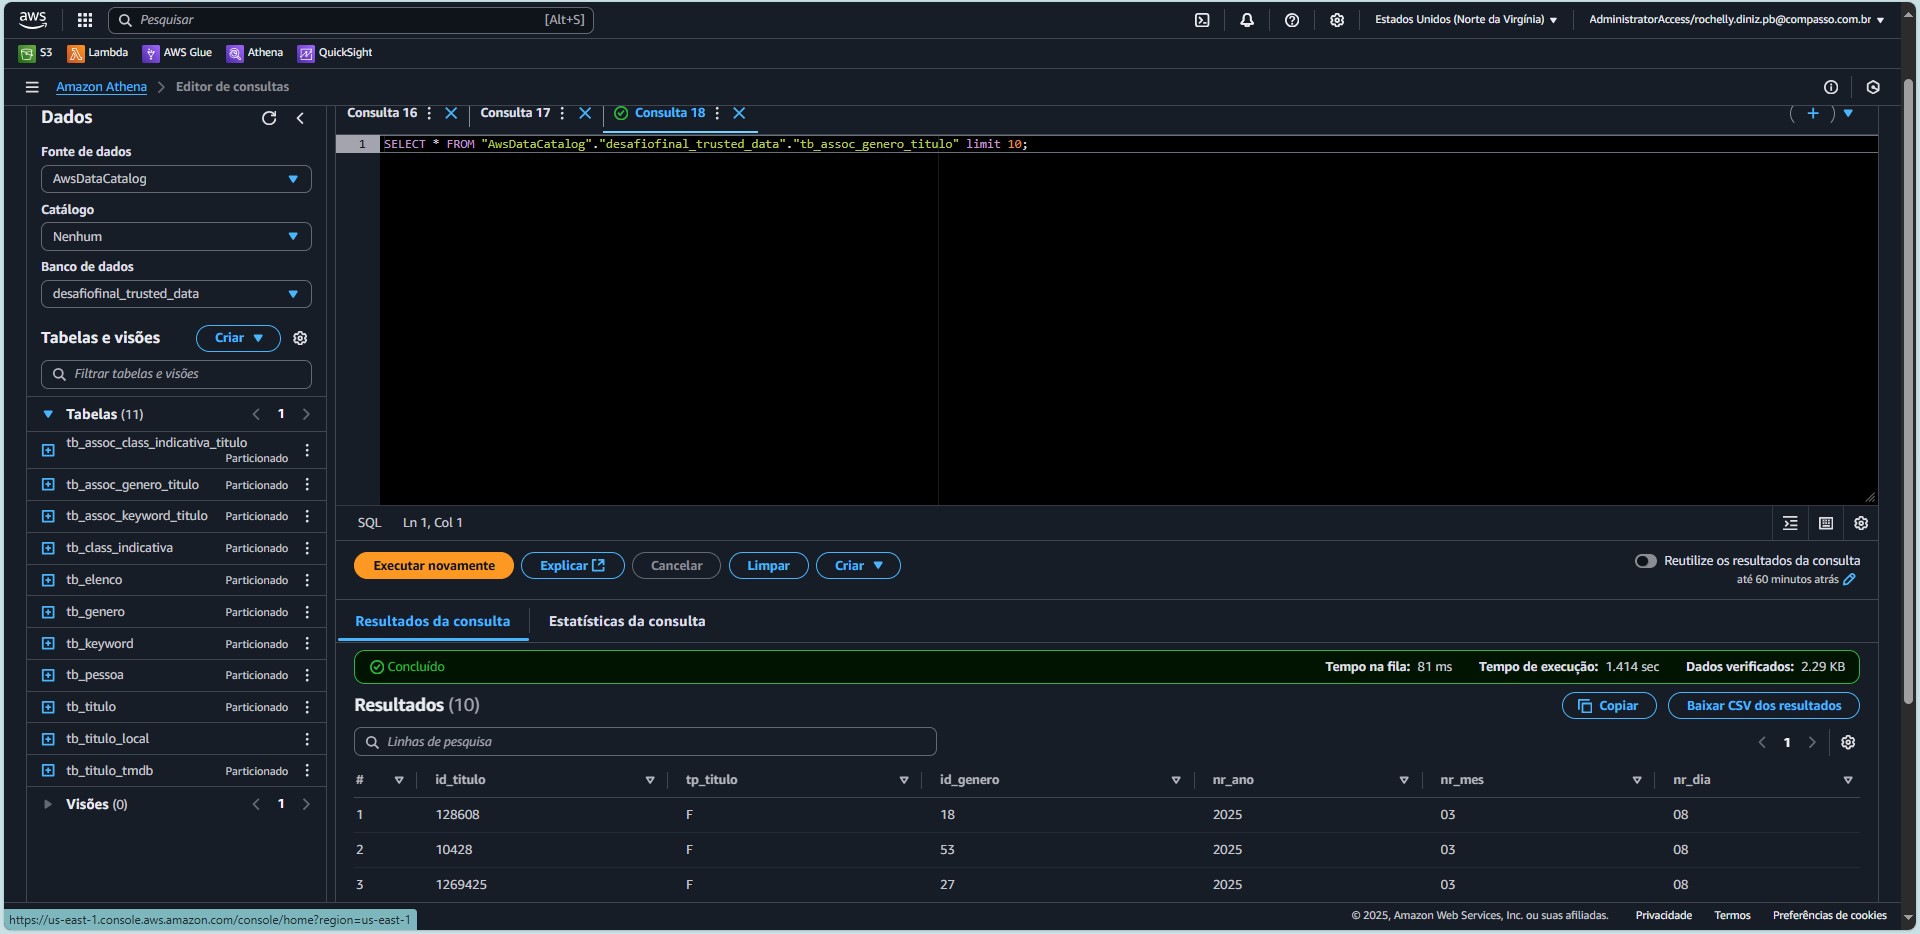 aws Pesquisar [Alt+S] Estados Unidos (Norte da Virgínia) AdministratorAccess/rochelly.diniz.pb@compasso.com.br
S3 Lambda AWS Glue Athena QuickSight
Amazon Athena Editor de consultas
Dados
Fonte de dados
AwsDataCatalog
Catálogo
Nenhum
Banco de dados
desafiofinal_trusted_data
Tabelas e visões Criar
Filtrar tabelas e visões
Tabelas (11) 1
tb_assoc_class_indicativa_titulo
Particionado
tb_assoc_genero_titulo Particionado
tb_assoc_keyword_titulo Particionado
tb_class_indicativa Particionado
tb_elenco Particionado
tb_genero Particionado
tb_keyword Particionado
tb_pessoa Particionado
tb_titulo Particionado
tb_titulo_local
tb_titulo_tmdb Particionado
Visões (0) 1
Consulta 16 Consulta 17 Consulta 18
1 SELECT * FROM "AwsDataCatalog"."desafiofinal_trusted_data"."tb_assoc_genero_titulo" limit 10;
SQL Ln 1, Col 1
Executar novamente Explicar Cancelar Limpar Criar
Reutilize os resultados da consulta
até 60 minutos atrás
Resultados da consulta Estatísticas da consulta
Concluído Tempo na fila: 81 ms Tempo de execução: 1.414 sec Dados verificados: 2.29 KB
Resultados (10) Copiar Baixar CSV dos resultados
Linhas de pesquisa 1
# id_titulo tp_titulo id_genero nr_ano nr_mes nr_dia
1 128608 F 18 2025 03 08
2 10428 F 53 2025 03 08
3 1269425 F 27 2025 03 08
https://us-east-1.console.aws.amazon.com/console/home?region=us-east-1
© 2025, Amazon Web Services, Inc. ou suas afiliadas. Privacidade Termos Preferências de cookies